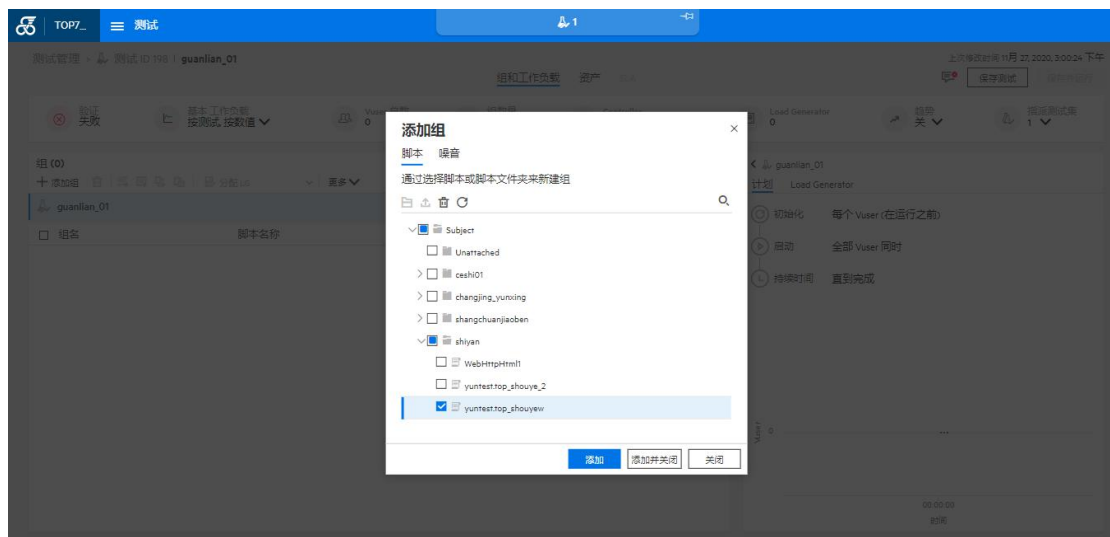 TOP7_ 测试 1
测试管理 测试 ID 198 | guanlian_01
上次修改时间 11月 27, 2020, 3:00:24 下午
组和工作负载 资产
保存测试
验证 失败
基本工作负载 按测试, 按数值
0
Controller
Load Generator 0
趋势 关
1
添加组 ×
脚本 噪音
通过选择脚本或脚本文件夹来新建组
Subject
Unattached
ceshi01
changjing_yunxing
shangchuanjiaoben
shiyan
WebHttpHtml1
yuntest.top_shouye_2
yuntest.top_shouyew
添加 添加并关闭 关闭
组 (0)
添加组 分配 LG 更多
guanlian_01
组名 脚本名称
guanlian_01
计划 Load Generator
初始化 每个 Vuser (在运行之前)
启动 全部 Vuser 同时
持续时间 直到完成
0
00:00:00
时间